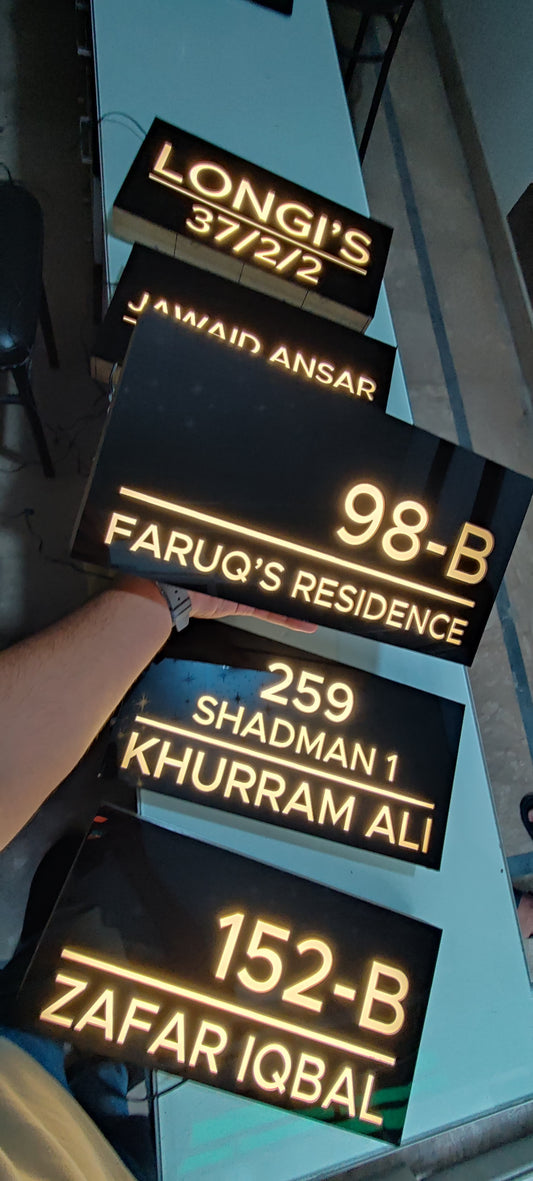 LONGI'S
37/2/2
JAWAID ANSAR
98-B
FARUQ'S RESIDENCE
259
SHADMAN 1
KHURRAM ALI
152-B
ZAFAR IQBAL